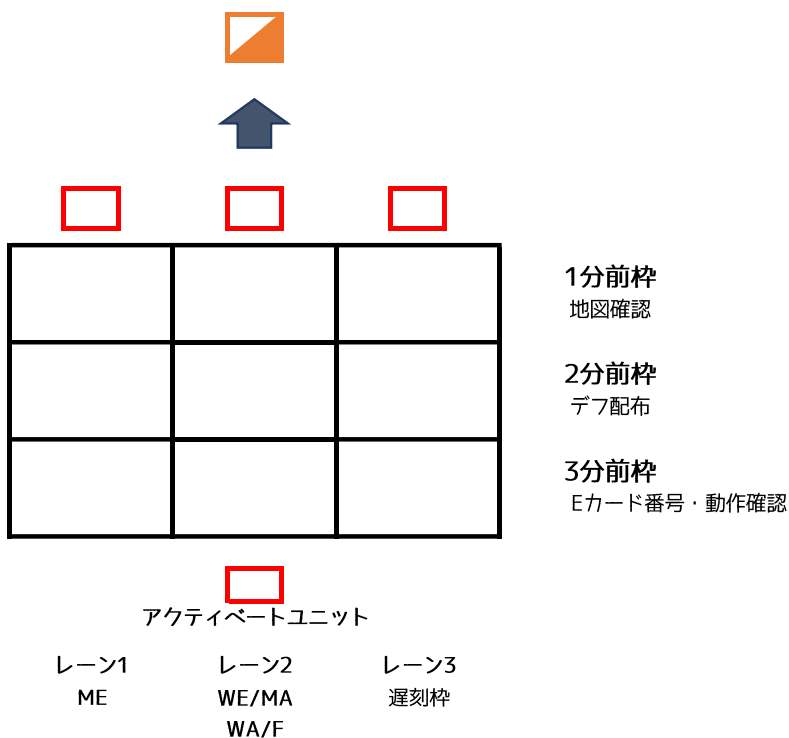 1分前枠
地図確認
2分前枠
デフ配布
3分前枠
Eカード番号・動作確認
アクティベートユニット
レーン1
ME
レーン2
WE/MA
WA/F
レーン3
遅刻枠